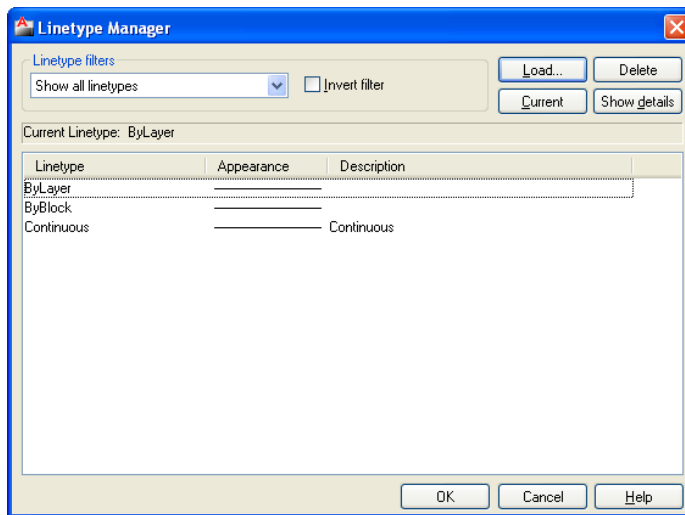 Linetype Manager
Linetype filters
Show all linetypes
Invert filter
Load...
Delete
Current
Show details
Current Linetype: ByLayer
Linetype Appearance Description
ByLayer
ByBlock
Continuous Continuous
OK Cancel Help